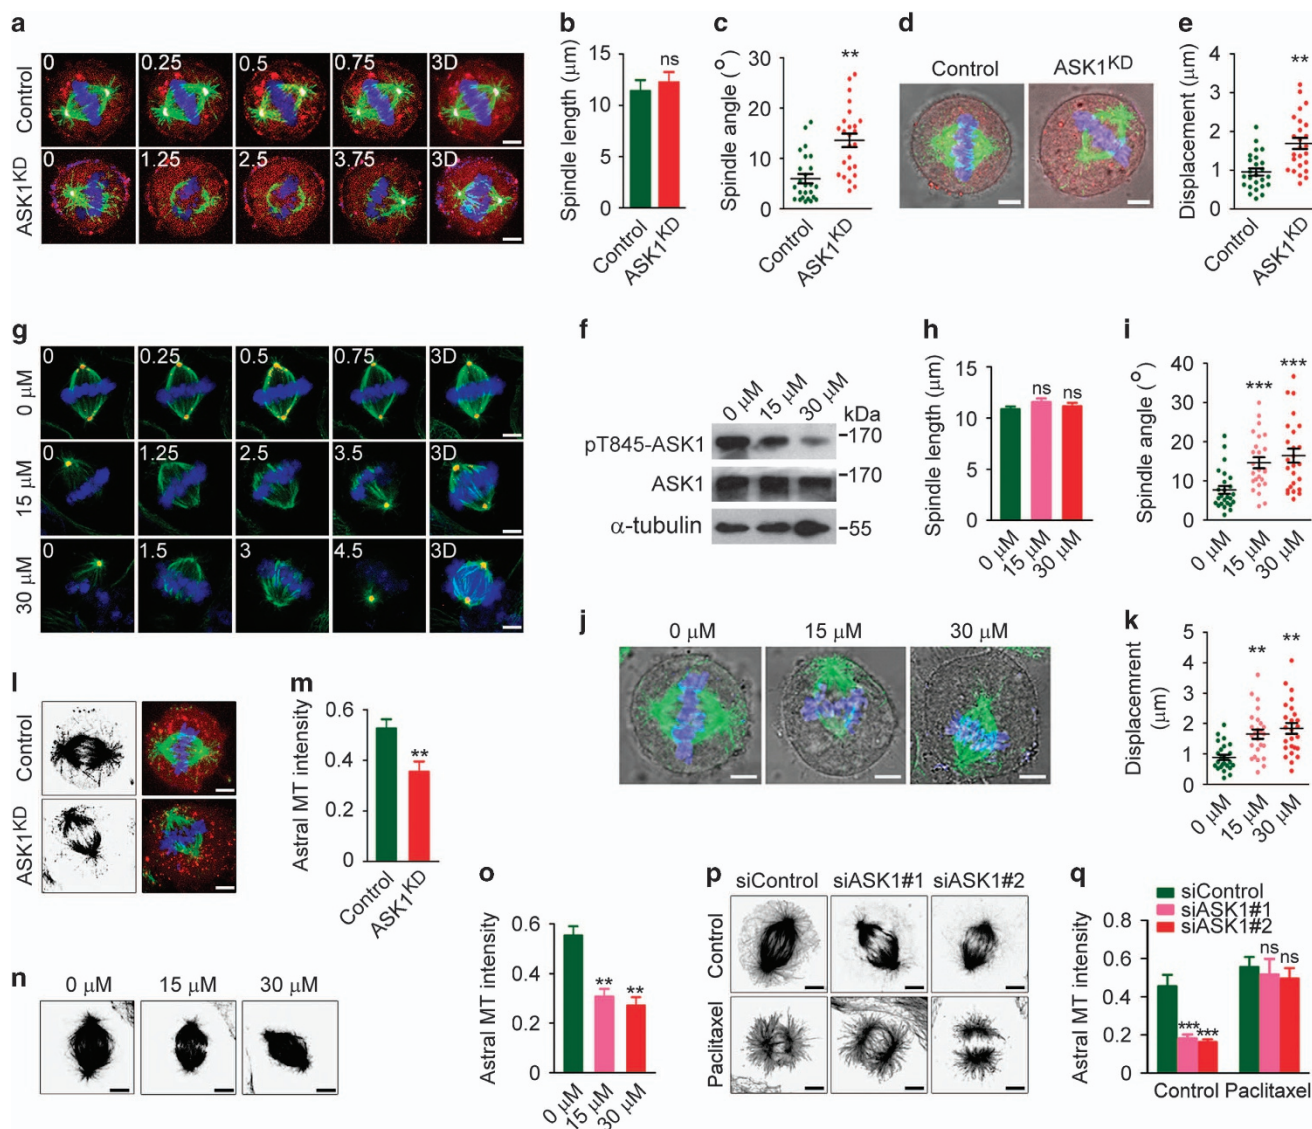 a
0 0.25 0.5 0.75 3D
Control
0 1.25 2.5 3.75 3D
ASK1KD
b
Spindle length (μm)
15
10
5
0
ns
Control
ASK1KD
c
Spindle angle (°)
30
20
10
0
**
Control
ASK1KD
d
Control ASK1KD
e
Displacement (μm)
4
3
2
1
0
**
Control
ASK1KD
g
0 μM
0 0.25 0.5 0.75 3D
15 μM
0 1.25 2.5 3.5 3D
30 μM
0 1.5 3 4.5 3D
f
0 μM 15 μM 30 μM kDa
pT845-ASK1 -170
ASK1 -170
α-tubulin -55
h
Spindle length (μm)
15
10
5
0
ns ns
0 μM 15 μM 30 μM
i
Spindle angle (°)
40
30
20
10
0
*** ***
0 μM 15 μM 30 μM
j
0 μM 15 μM 30 μM
k
Displacemrent
(μm)
5
4
3
2
1
0
** **
0 μM 15 μM 30 μM
l
Control
ASK1KD
m
Astral MT intensity
0.6
0.4
0.2
0
**
Control
ASK1KD
n
0 μM 15 μM 30 μM
o
Astral MT intensity
0.6
0.4
0.2
0
** **
0 μM 15 μM 30 μM
p
siControl siASK1#1 siASK1#2
Control
Paclitaxel
q
siControl
siASK1#1
siASK1#2
Astral MT intensity
0.8
0.6
0.4
0.2
0
*** *** ns ns
Control Paclitaxel